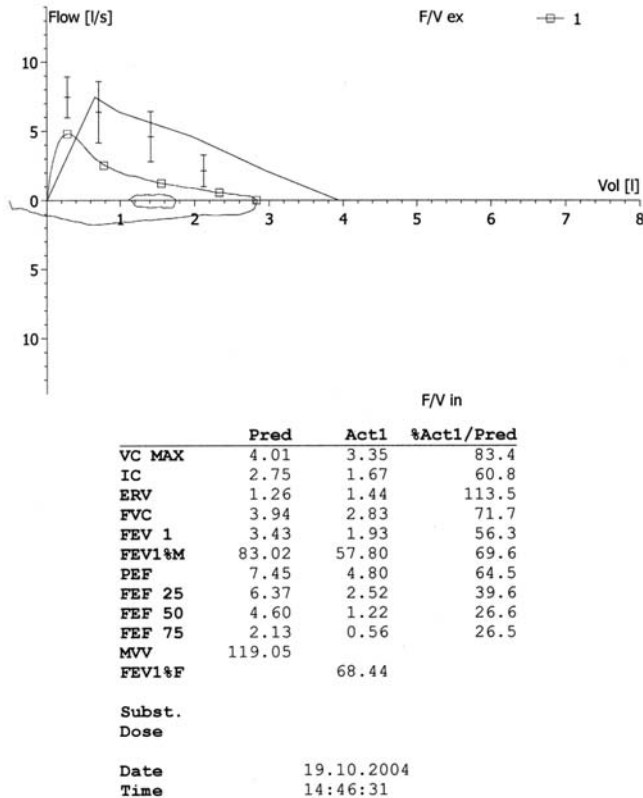 Flow [l/s] F/V ex 1
10
5
0 Vol [l]
1 2 3 4 5 6 7 8
5
10
F/V in
Pred Act1 %Act1/Pred
VC MAX 4.01 3.35 83.4
IC 2.75 1.67 60.8
ERV 1.26 1.44 113.5
FVC 3.94 2.83 71.7
FEV 1 3.43 1.93 56.3
FEV1%M 83.02 57.80 69.6
PEF 7.45 4.80 64.5
FEF 25 6.37 2.52 39.6
FEF 50 4.60 1.22 26.6
FEF 75 2.13 0.56 26.5
MVV 119.05
FEV1%F 68.44
Subst.
Dose
Date 19.10.2004
Time 14:46:31